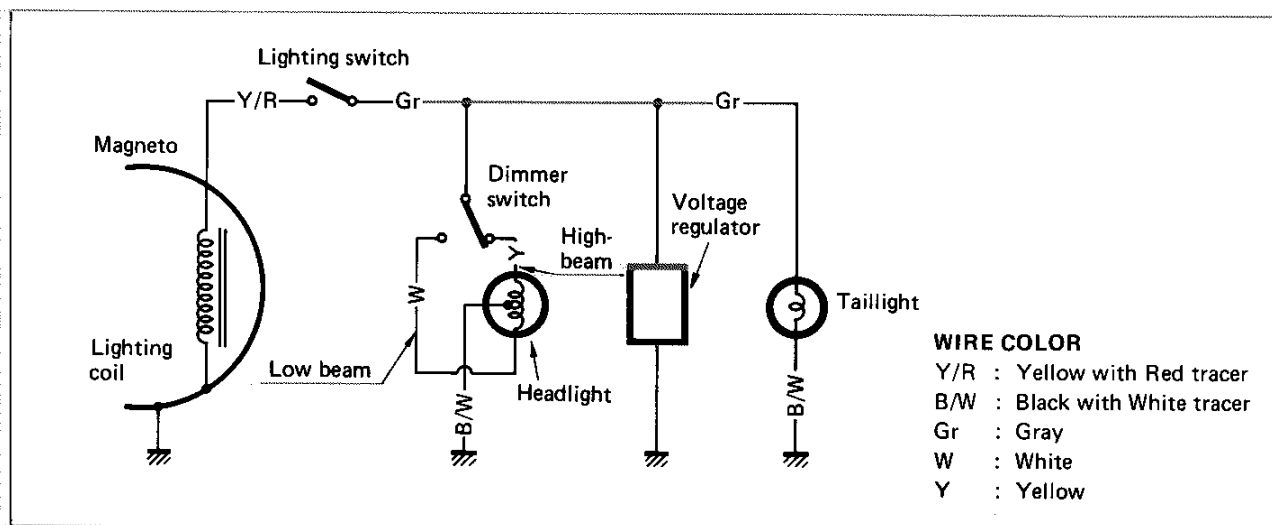 Lighting switch
Y/R
Gr
Gr
Magneto
Dimmer
switch
Voltage
regulator
High-
beam
Y
W
Taillight
Lighting
coil
Low beam
Headlight
B/W
B/W
WIRE COLOR
Y/R : Yellow with Red tracer
B/W : Black with White tracer
Gr : Gray
W : White
Y : Yellow